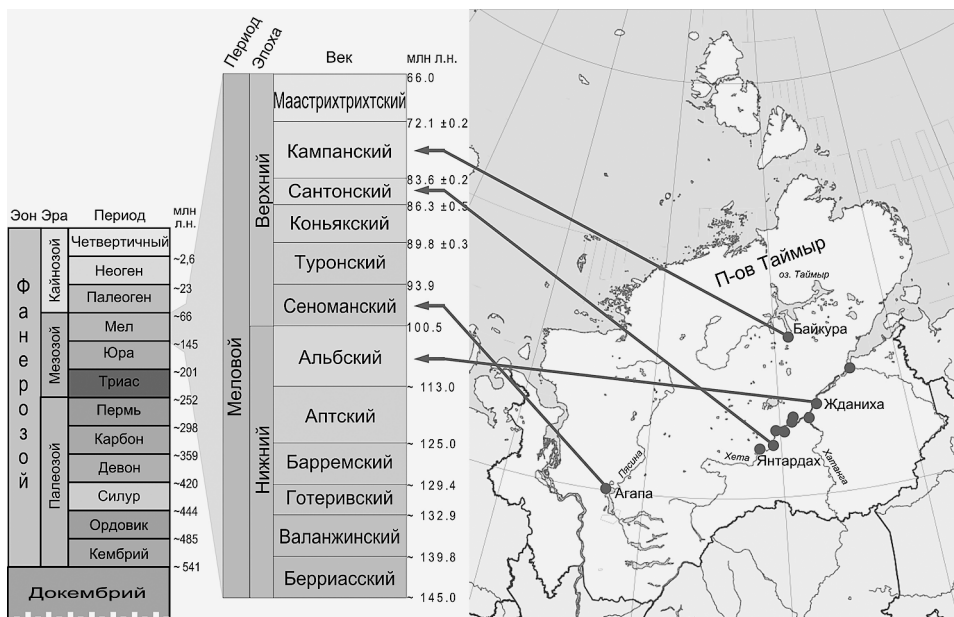 Эон Эра Период млн л.н.
Фанерозой
Кайнозой
Четвертичный
~2,6
Неоген
~23
Палеоген
~66
Мезозой
Мел
~145
Юра
~201
Триас
~252
Палеозой
Пермь
~298
Карбон
~359
Девон
~420
Силур
~444
Ордовик
~485
Кембрий
~541
Докембрий
Период
Эпоха
Век
млн л.н.
Меловой
Верхний
66.0
Маастрихтрихтский
72.1 ±0.2
Кампанский
83.6 ±0.2
Сантонский
86.3 ±0.5
Коньякский
89.8 ±0.3
Туронский
93.9
Сеноманский
100.5
Нижний
Альбский
~ 113.0
Аптский
~ 125.0
Барремский
~ 129.4
Готеривский
~ 132.9
Валанжинский
~ 139.8
Берриасский
~ 145.0
П-ов Таймыр
оз. Таймыр
Байкура
Жданиха
Хета
Янтардах
Хатанга
Пясина
Агапа